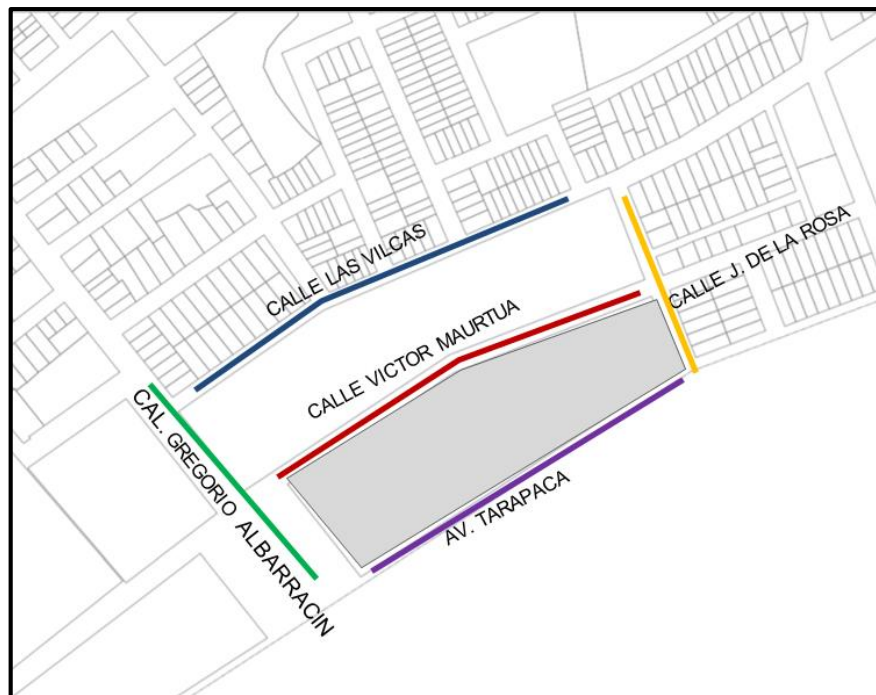 CALLE LAS VILCAS
CALLE J. DE LA ROSA
CALLE VICTOR MAURTUA
CAL. GREGORIO ALBARRACIN
AV. TARAPACA